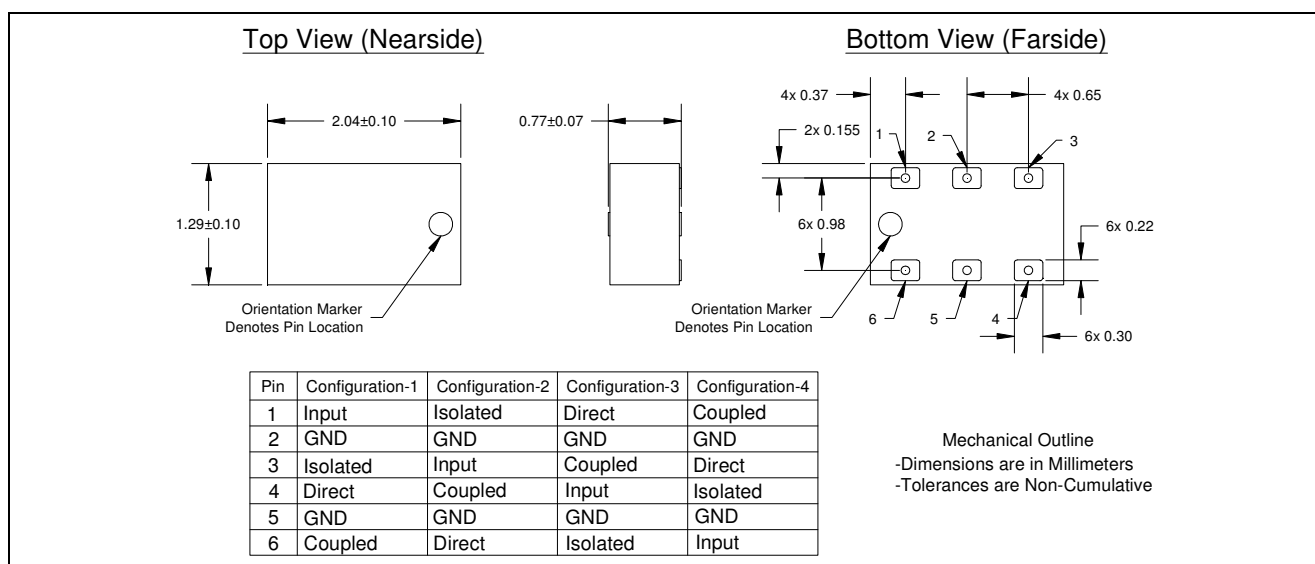 Top View (Nearside)
Bottom View (Farside)
2.04±0.10
0.77±0.07
4x 0.37
4x 0.65
2x 0.155
1
2
3
1.29±0.10
6x 0.98
6x 0.22
Orientation Marker
Denotes Pin Location
Orientation Marker
Denotes Pin Location
6
5
4
6x 0.30
Pin Configuration-1 Configuration-2 Configuration-3 Configuration-4
1 Input Isolated Direct Coupled
2 GND GND GND GND
3 Isolated Input Coupled Direct
4 Direct Coupled Input Isolated
5 GND GND GND GND
6 Coupled Direct Isolated Input
Mechanical Outline
-Dimensions are in Millimeters
-Tolerances are Non-Cumulative